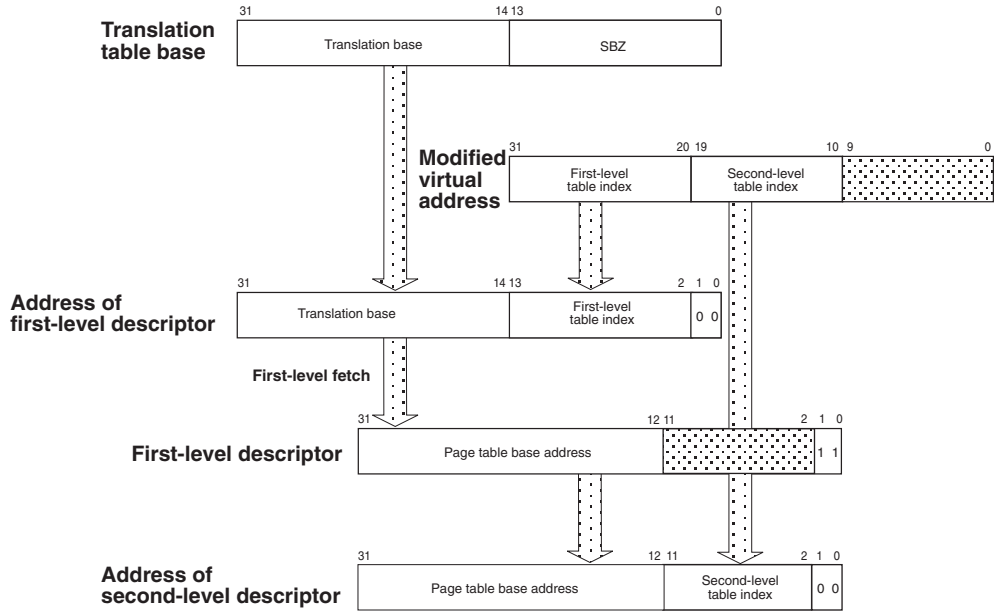 31 14 13 0
Translation
table base
Translation base
SBZ
31 20 19 10 9 0
Modified
virtual
address
First-level
table index
Second-level
table index
31 14 13 2 1 0
Address of
first-level descriptor
Translation base
First-level
table index
0 0
First-level fetch
31 12 11 2 1 0
First-level descriptor
Page table base address
1 1
31 12 11 2 1 0
Address of
second-level descriptor
Page table base address
Second-level
table index
0 0